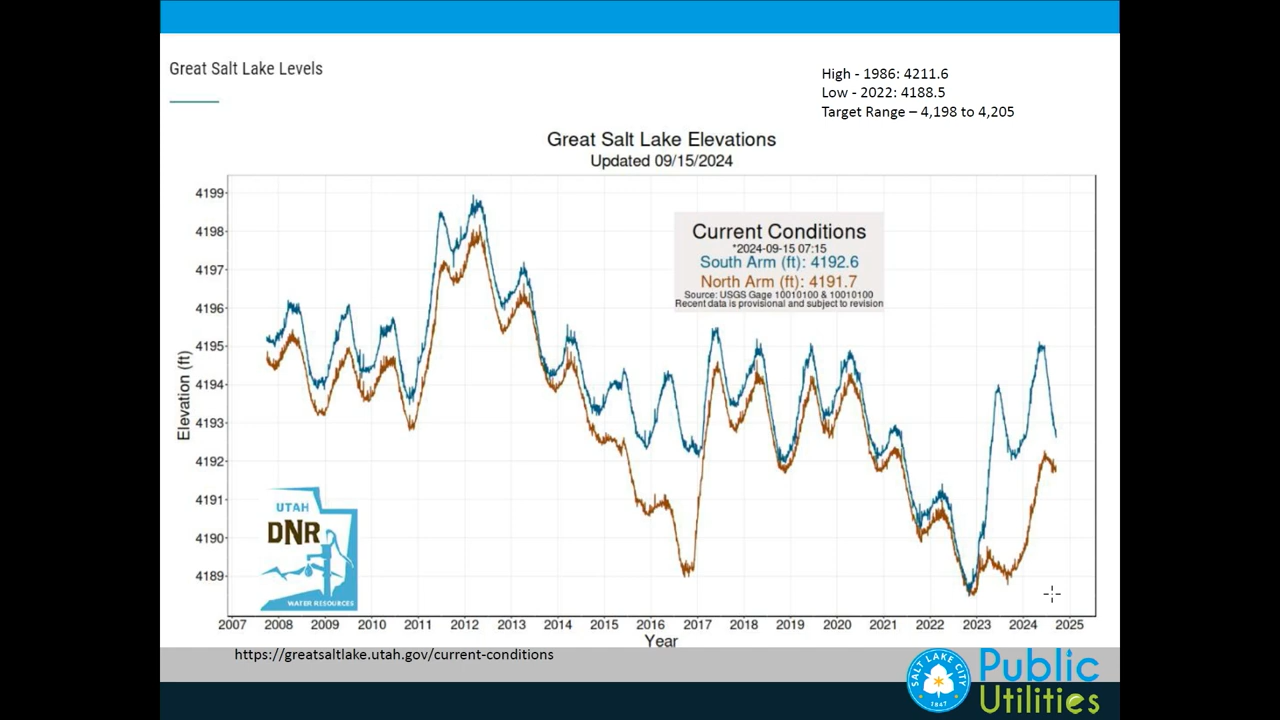 Great Salt Lake Levels
High - 1986: 4211.6
Low - 2022: 4188.5
Target Range – 4,198 to 4,205
Great Salt Lake Elevations
Updated 09/15/2024
4199
4198
4197
4196
4195
4194
4193
4192
4191
4190
4189
Elevation (ft)
Current Conditions
*2024-09-15 07:15
South Arm (ft): 4192.6
North Arm (ft): 4191.7
Source: USGS Gage 10010100 & 10010100
Recent data is provisional and subject to revision
UTAH
DNR
WATER RESOURCES
2007 2008 2009 2010 2011 2012 2013 2014 2015 2016 2017 2018 2019 2020 2021 2022 2023 2024 2025
Year
https://greatsaltlake.utah.gov/current-conditions
SALT LAKE CITY
1847
Public
Utilities